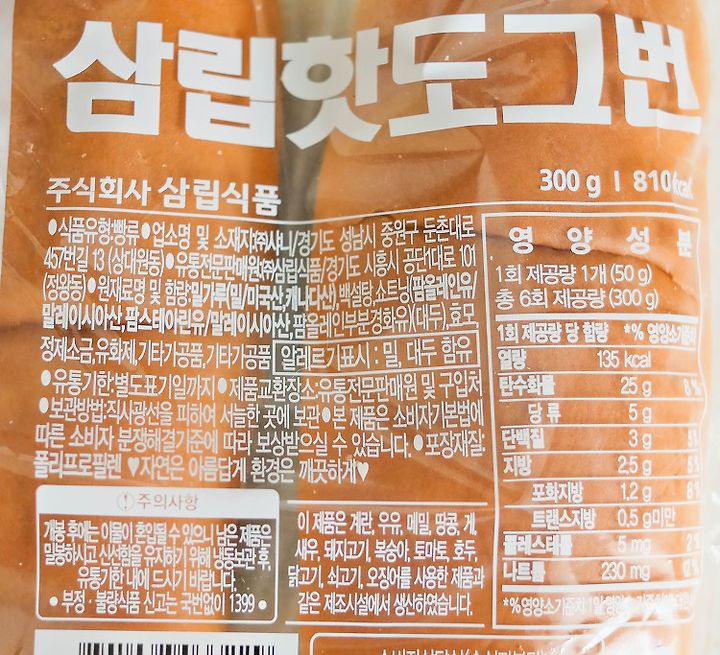 삼립핫도그번
300 g | 810 kcal
주식회사 삼립식품
●식품유형:빵류 ●업소명 및 소재지:(주)샤니/경기도 성남시 중원구 둔촌대로
457번길 13 (상대원동) ●유통전문판매원:(주)삼립식품/경기도 시흥시 공단1대로 101
(정왕동) ●원재료명 및 함량:밀가루(밀/미국산,캐나다산),백설탕,쇼트닝(팜올레인유/
말레이시아산,팜스테아린유/말레이시아산,팜올레인부분경화유)(대두),효모,
정제소금,유화제,기타가공품,기타가공품 알레르기표시 : 밀, 대두 함유
●유통기한:별도표기일까지 ●제품교환장소:유통전문판매원 및 구입처
●보관방법:직사광선을 피하여 서늘한 곳에 보관 ●본 제품은 소비자기본법에
따른 소비자 분쟁해결기준에 따라 보상받으실 수 있습니다. ●포장재질:
폴리프로필렌 ♥자연은 아름답게 환경은 깨끗하게♥
영 양 성 분
1회 제공량 1개 (50 g)
총 6회 제공량 (300 g)
1회 제공량 당 함량 *% 영양소기준치
열량 135 kcal
탄수화물 25 g 8 %
당 류 5 g
단백질 3 g 5 %
지방 2.5 g 5 %
포화지방 1.2 g 8 %
트랜스지방 0.5 g 미만
콜레스테롤 5 mg 2 %
나트륨 230 mg 12 %
*%영양소기준치:1일 영양소
! 주의사항
개봉 후에는 이물이 혼입될 수 있으니 남은 제품은
밀봉하시고 신선함을 유지하기 위해 냉동보관 후,
유통기한 내에 드시기 바랍니다.
● 부정 · 불량식품 신고는 국번없이 1399 ●
이 제품은 계란, 우유, 메밀, 땅콩, 게,
새우, 돼지고기, 복숭아, 토마토, 호두,
닭고기, 쇠고기, 오징어를 사용한 제품과
같은 제조시설에서 생산하였습니다.